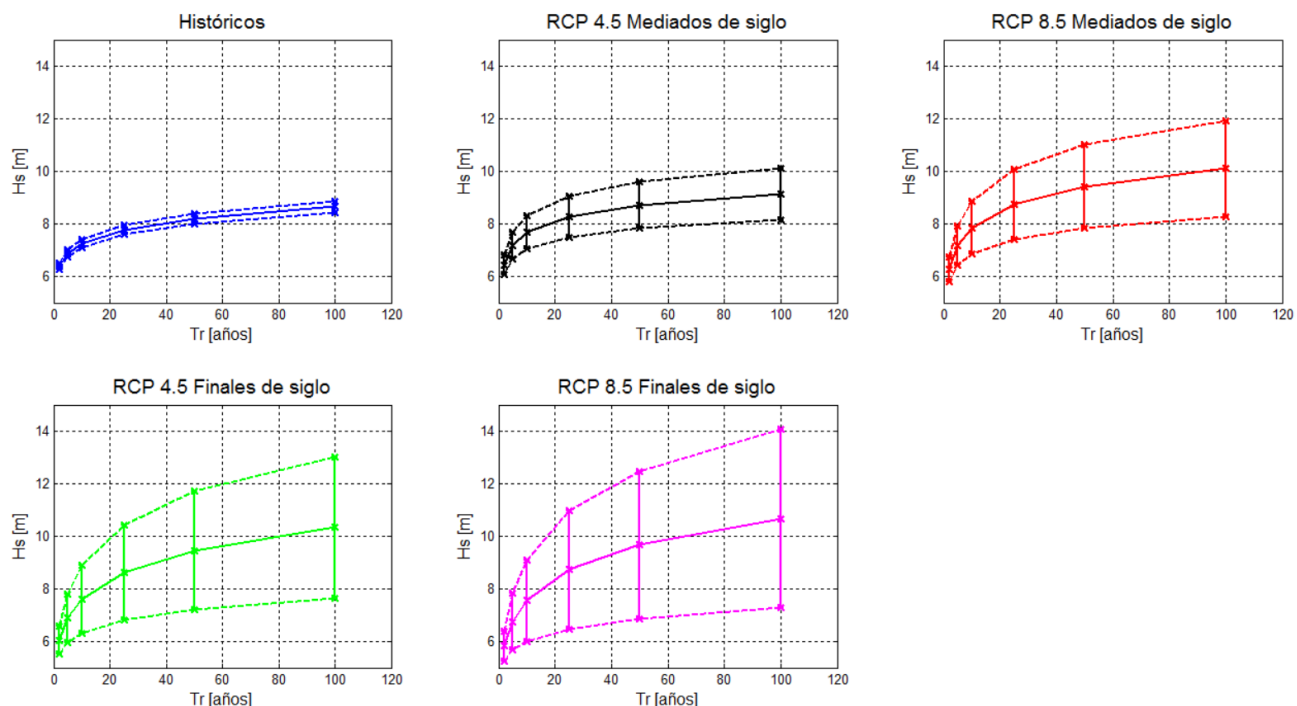 Históricos
14
12
10
8
6
Hs [m]
0 20 40 60 80 100 120
Tr [años]
RCP 4.5 Mediados de siglo
14
12
10
8
6
Hs [m]
0 20 40 60 80 100 120
Tr [años]
RCP 8.5 Mediados de siglo
14
12
10
8
6
Hs [m]
0 20 40 60 80 100 120
Tr [años]
RCP 4.5 Finales de siglo
14
12
10
8
6
Hs [m]
0 20 40 60 80 100 120
Tr [años]
RCP 8.5 Finales de siglo
14
12
10
8
6
Hs [m]
0 20 40 60 80 100 120
Tr [años]